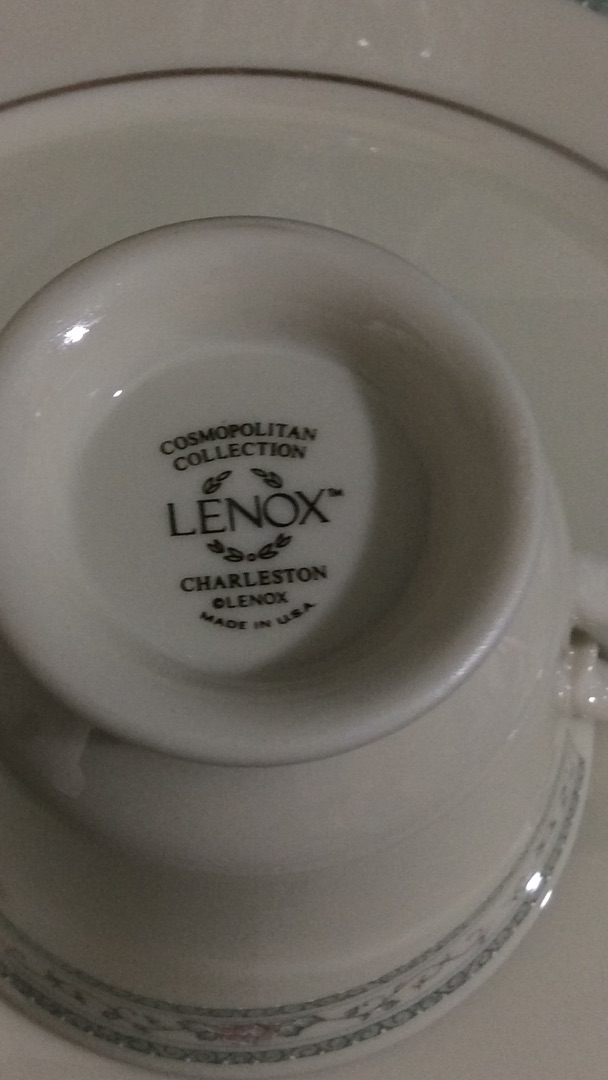 COSMOPOLITAN
COLLECTION
LENOX™
CHARLESTON
©LENOX
MADE IN U.S.A.